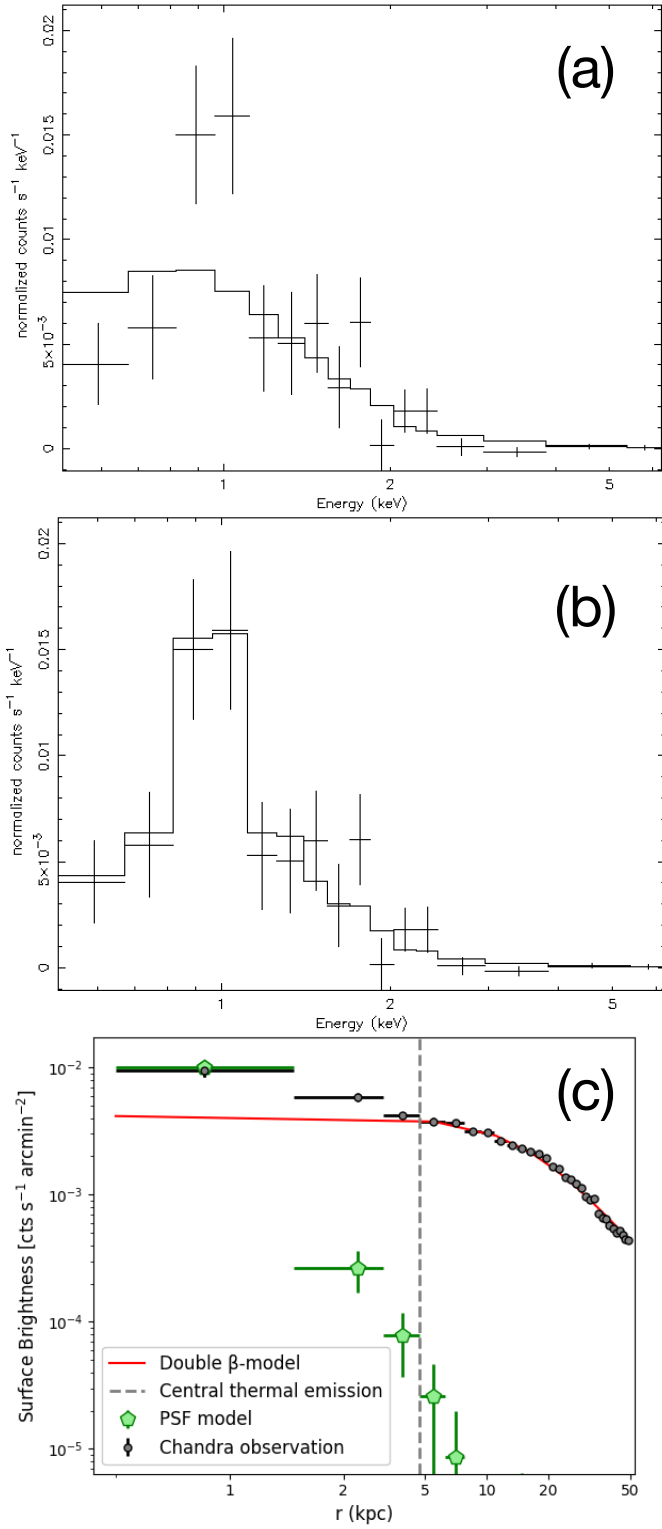 (a)
normalized counts s⁻¹ keV⁻¹
0.02
0.015
0.01
5×10⁻³
0
1
2
5
Energy (keV)
(b)
normalized counts s⁻¹ keV⁻¹
0.02
0.015
0.01
5×10⁻³
0
1
2
5
Energy (keV)
(c)
Surface Brightness [cts s⁻¹ arcmin⁻²]
10⁻²
10⁻³
10⁻⁴
10⁻⁵
Double β-model
Central thermal emission
PSF model
Chandra observation
1
2
5
10
20
50
r (kpc)